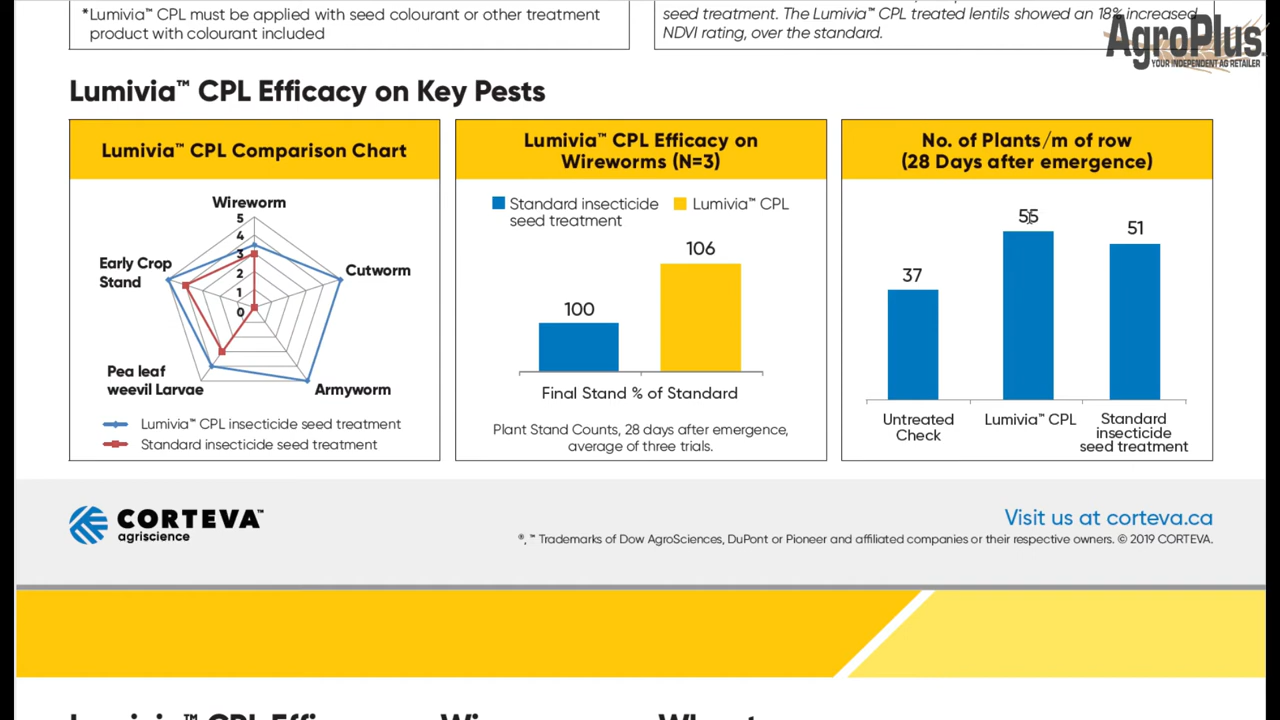 *Lumivia™ CPL must be applied with seed colourant or other treatment
product with colourant included
seed treatment. The Lumivia™ CPL treated lentils showed an 18% increased
NDVI rating, over the standard.
AgroPlus
YOUR INDEPENDENT AG RETAILER
Lumivia™ CPL Efficacy on Key Pests
Lumivia™ CPL Comparison Chart
Wireworm
5
4
3
2
1
0
Early Crop
Stand
Cutworm
Pea leaf
weevil Larvae
Armyworm
Lumivia™ CPL insecticide seed treatment
Standard insecticide seed treatment
Lumivia™ CPL Efficacy on
Wireworms (N=3)
Standard insecticide
seed treatment
Lumivia™ CPL
100
106
Final Stand % of Standard
Plant Stand Counts, 28 days after emergence,
average of three trials.
No. of Plants/m of row
(28 Days after emergence)
37
55
51
Untreated
Check
Lumivia™ CPL
Standard
insecticide
seed treatment
CORTEVA™
agriscience
Visit us at corteva.ca
®, ™ Trademarks of Dow AgroSciences, DuPont or Pioneer and affiliated companies or their respective owners. © 2019 CORTEVA.